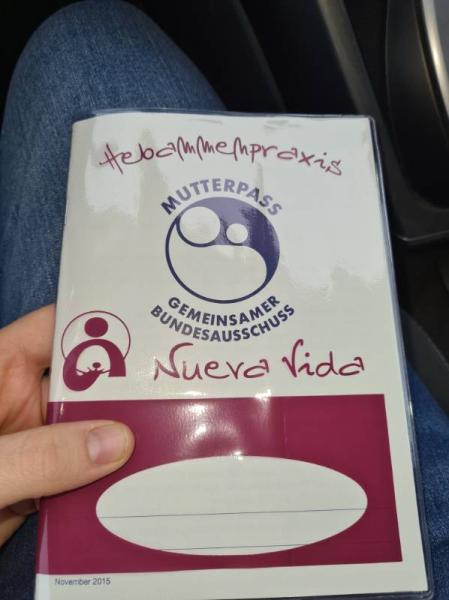 Hebammenpraxis
MUTTERPASS
GEMEINSAMER
BUNDESAUSSCHUSS
Nueva Vida
November 2015